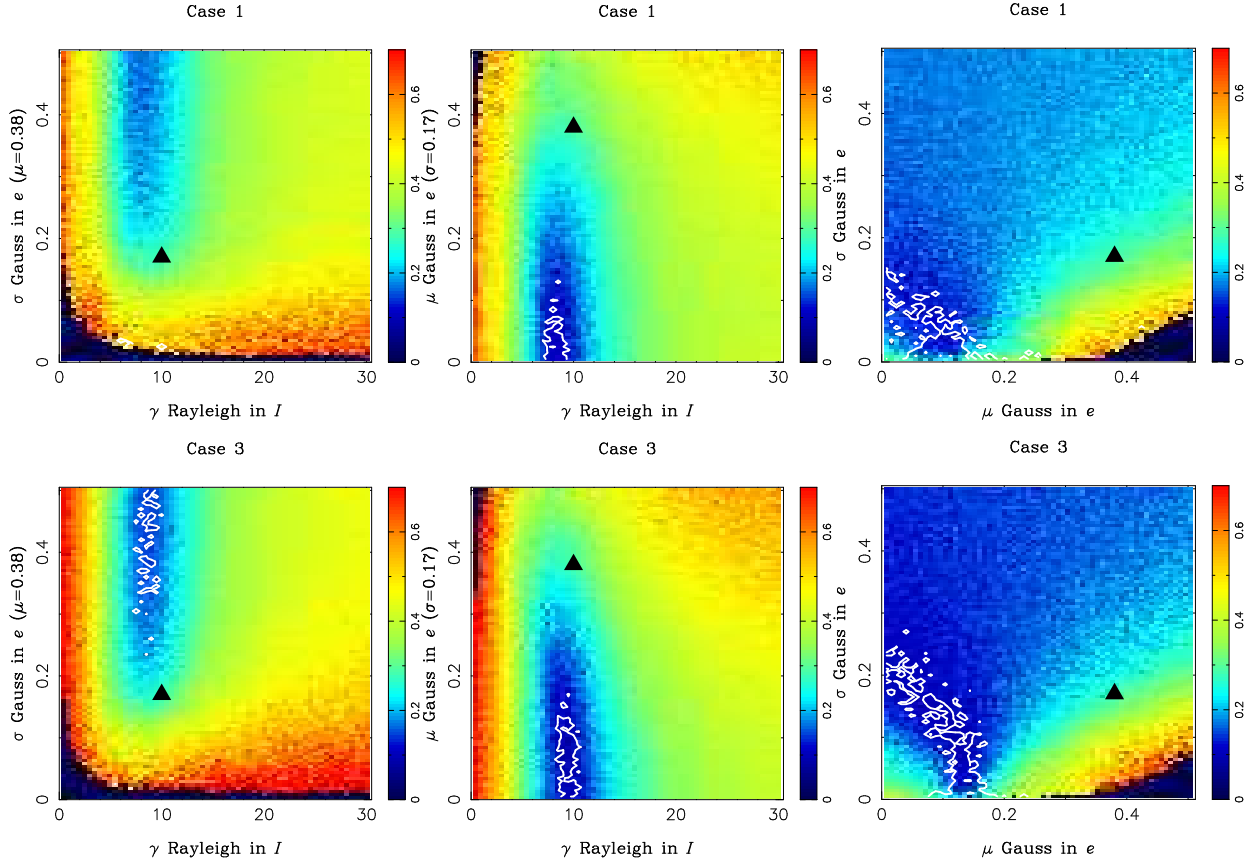 Case 1
Case 1
Case 1
σ Gauss in e (μ=0.38)
0 0.2 0.4
0 10 20 30
γ Rayleigh in I
0 0.2 0.4 0.6
μ Gauss in e (σ=0.17)
0 0.2 0.4
0 10 20 30
γ Rayleigh in I
0 0.2 0.4 0.6
σ Gauss in e
0 0.2 0.4
0 0.2 0.4
μ Gauss in e
0 0.2 0.4 0.6
Case 3
Case 3
Case 3
σ Gauss in e (μ=0.38)
0 0.2 0.4
0 10 20 30
γ Rayleigh in I
0 0.2 0.4 0.6
μ Gauss in e (σ=0.17)
0 0.2 0.4
0 10 20 30
γ Rayleigh in I
0 0.2 0.4 0.6
σ Gauss in e
0 0.2 0.4
0 0.2 0.4
μ Gauss in e
0 0.2 0.4 0.6